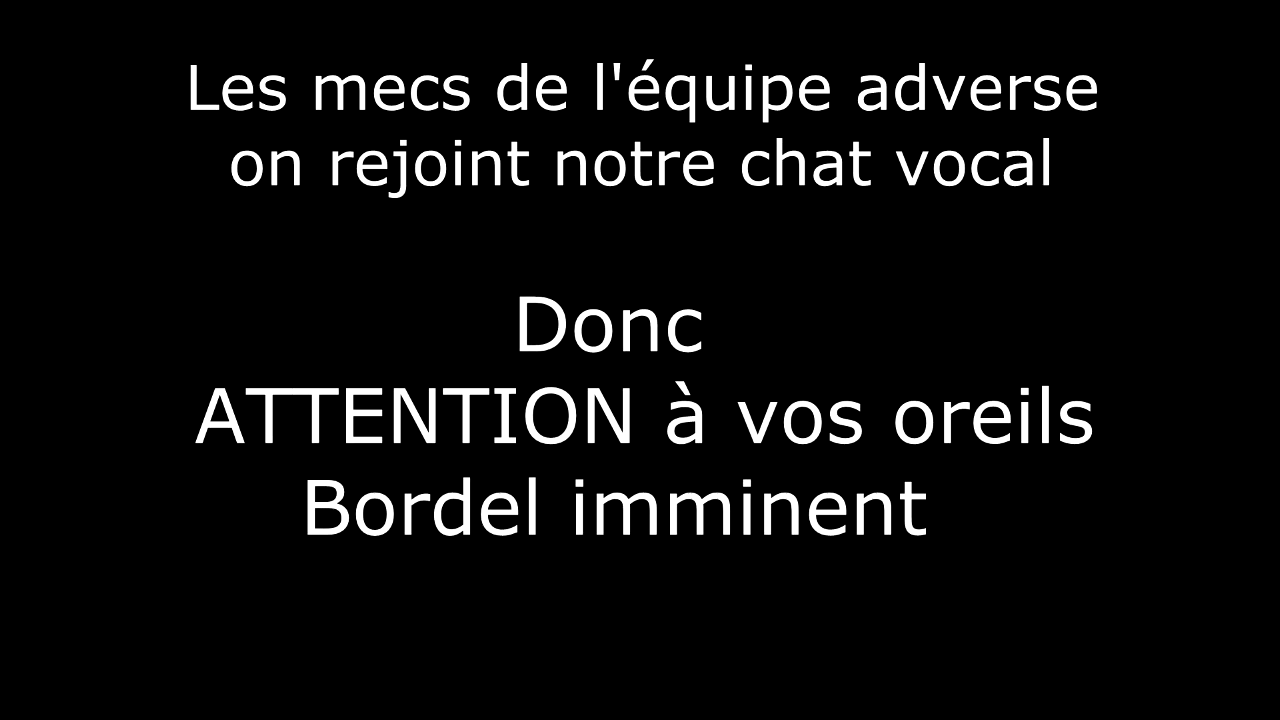 Les mecs de l'équipe adverse
on rejoint notre chat vocal
Donc
ATTENTION à vos oreils
Bordel imminent